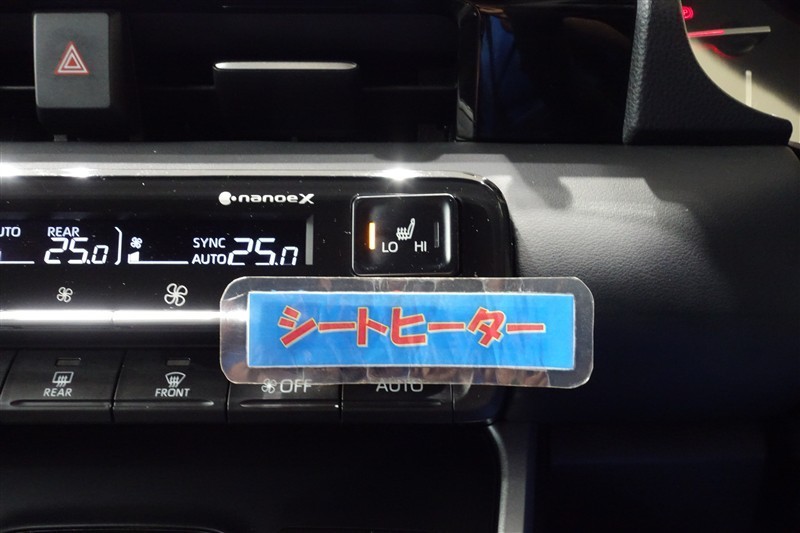 nanoeX
AUTO REAR 25.0 SYNC AUTO 25.0
LO HI
シートヒーター
REAR FRONT OFF AUTO